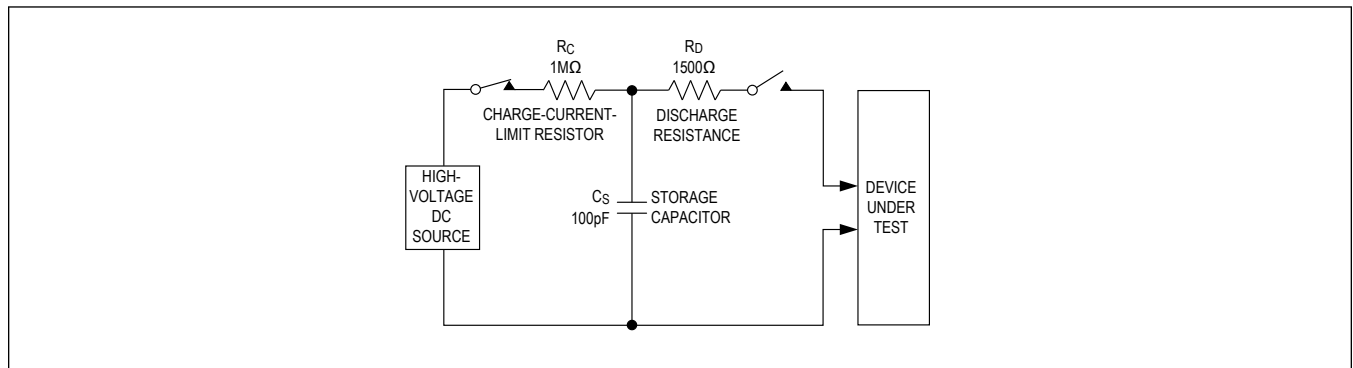 RC
1MΩ
CHARGE-CURRENT-
LIMIT RESISTOR
RD
1500Ω
DISCHARGE
RESISTANCE
HIGH-
VOLTAGE
DC
SOURCE
CS
100pF
STORAGE
CAPACITOR
DEVICE
UNDER
TEST